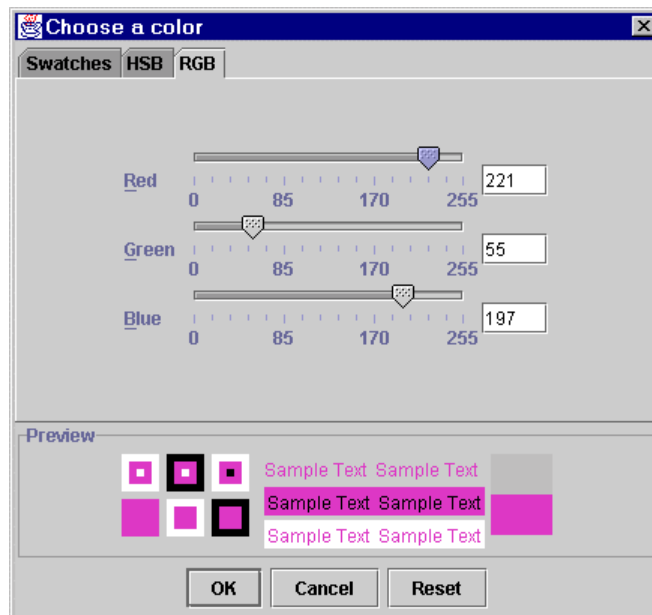 Choose a color
Swatches HSB RGB
Red 221
0 85 170 255
Green 55
0 85 170 255
Blue 197
0 85 170 255
Preview
Sample Text Sample Text
Sample Text Sample Text
Sample Text Sample Text
OK Cancel Reset